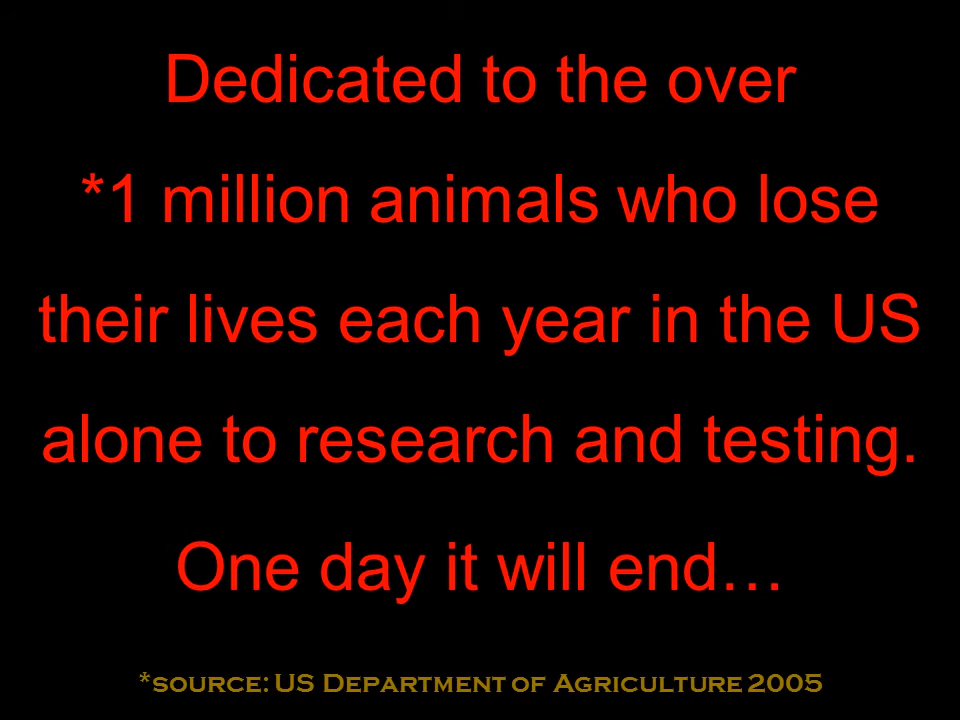 Dedicated to the over
*1 million animals who lose
their lives each year in the US
alone to research and testing.
One day it will end…
*source: US Department of Agriculture 2005